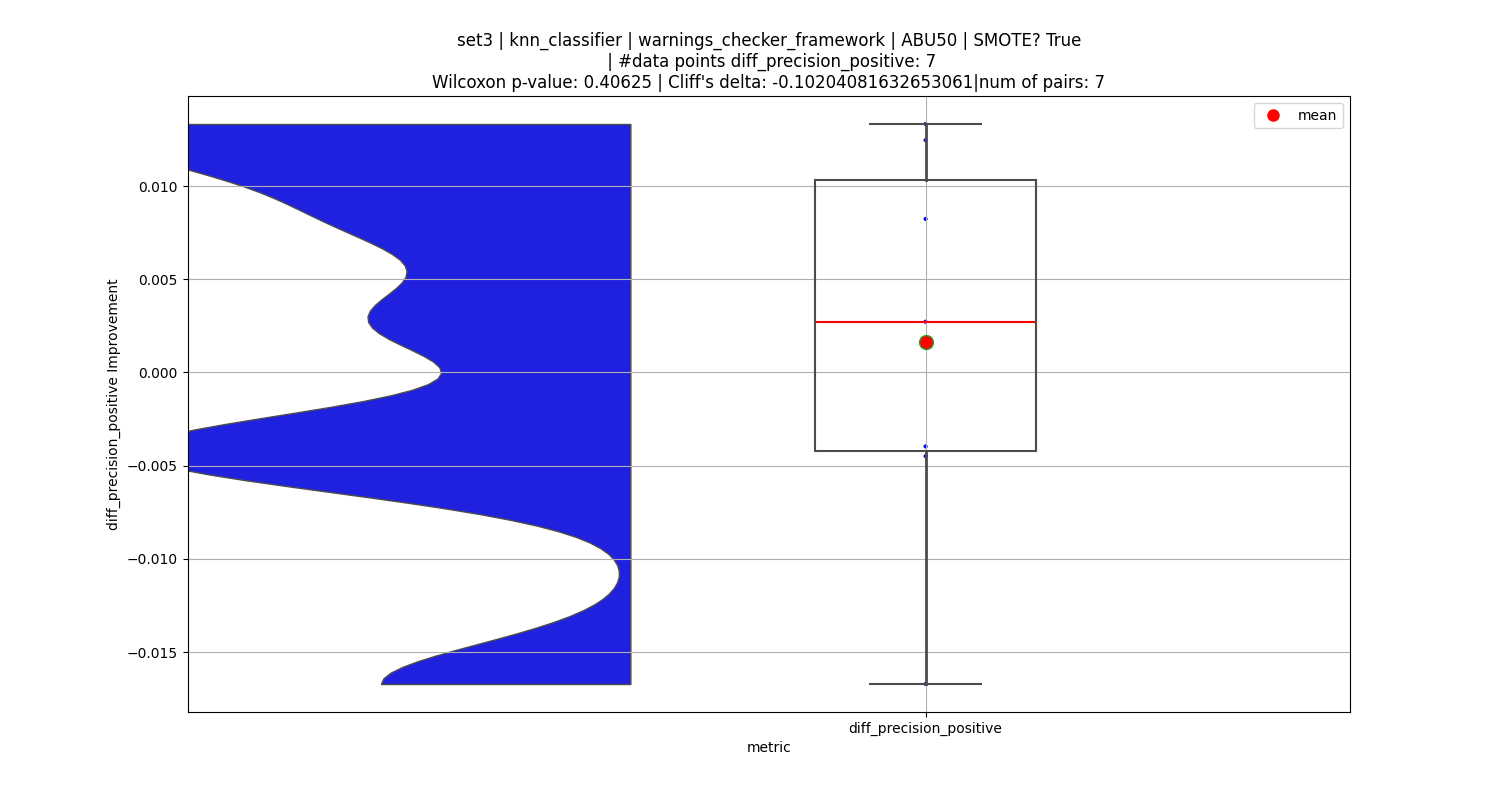 set3 | knn_classifier | warnings_checker_framework | ABU50 | SMOTE? True
| #data points diff_precision_positive: 7
Wilcoxon p-value: 0.40625 | Cliff's delta: -0.10204081632653061|num of pairs: 7
mean
0.010
0.005
0.000
−0.005
−0.010
−0.015
diff_precision_positive Improvement
diff_precision_positive
metric